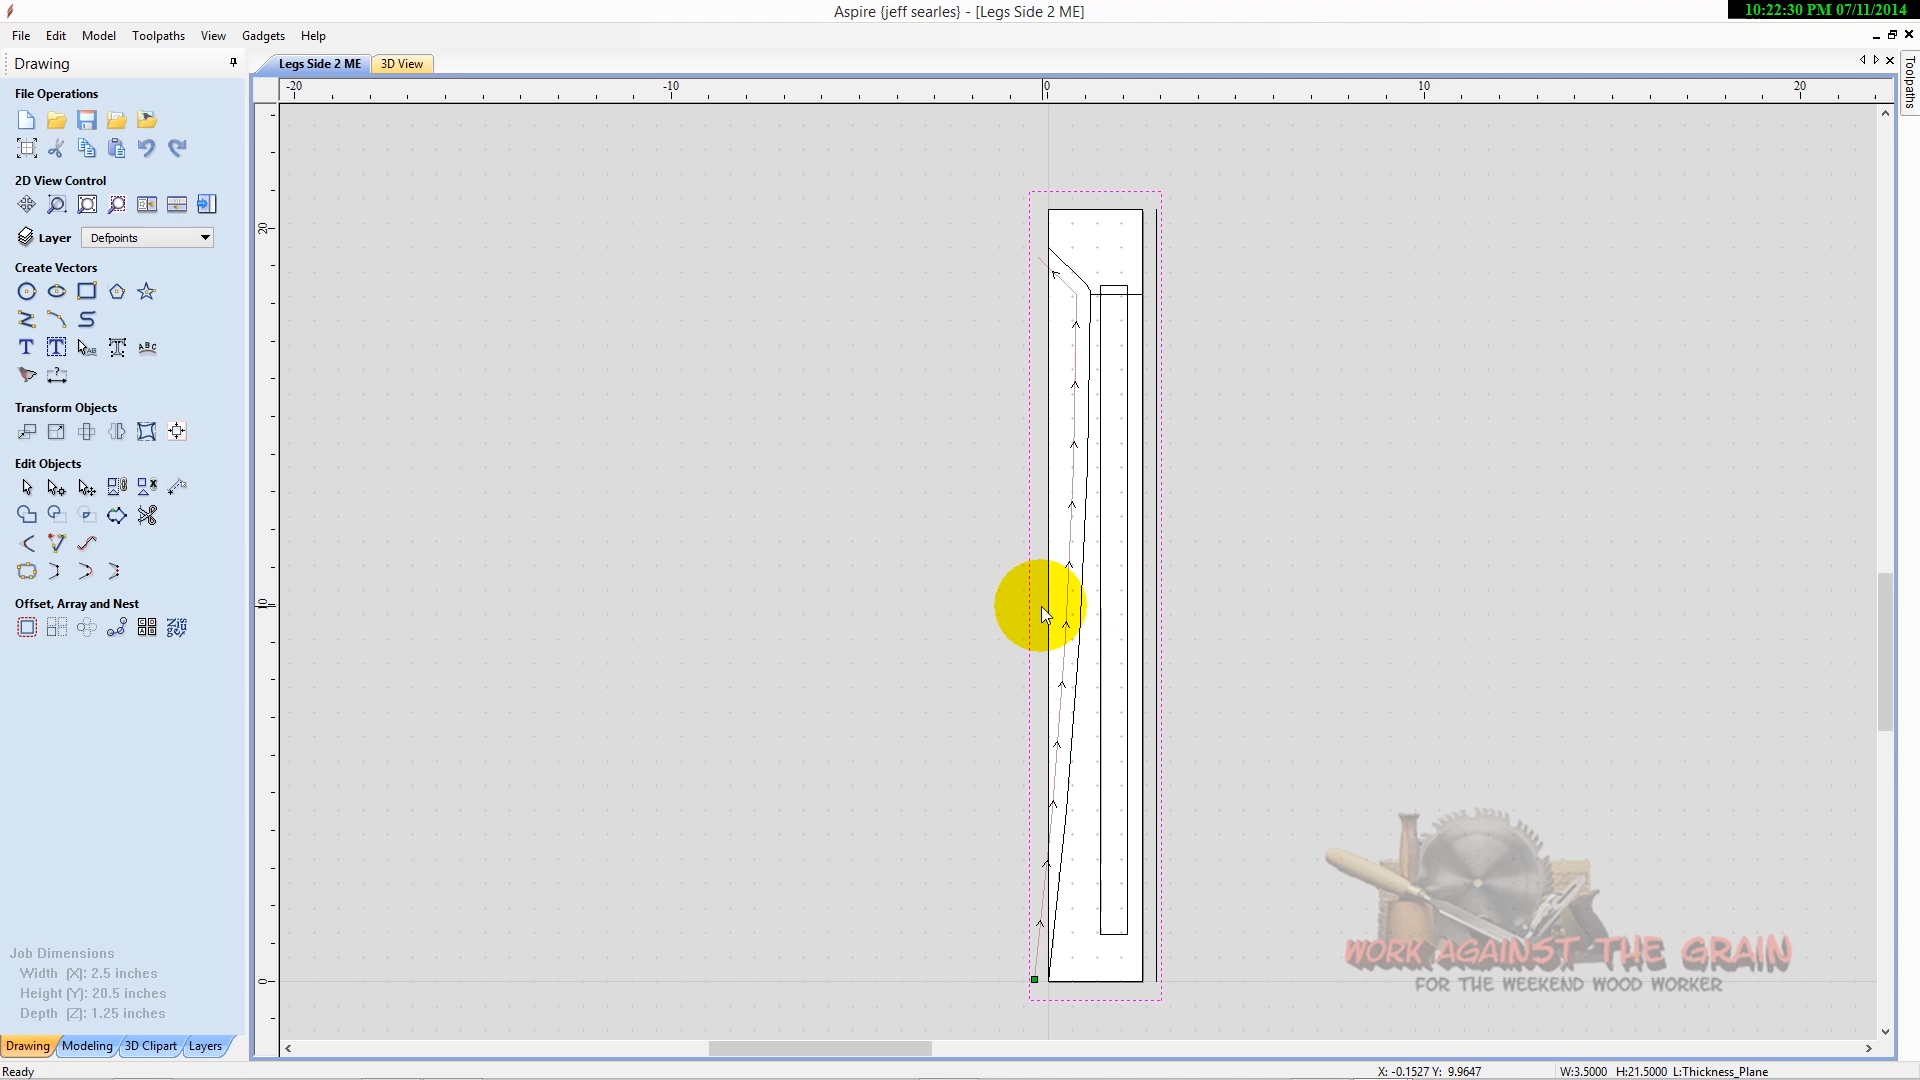 Aspire {jeff searles} - [Legs Side 2 ME]
10:22:30 PM 07/11/2014
File Edit Model Toolpaths View Gadgets Help
Drawing
Legs Side 2 ME 3D View
Toolpaths
-20 -10 0 10 20
20
10
0
File Operations
2D View Control
Layer Defpoints
Create Vectors
Transform Objects
Edit Objects
Offset, Array and Nest
Job Dimensions
Width (X): 2.5 inches
Height (Y): 20.5 inches
Depth (Z): 1.25 inches
Drawing Modeling 3D Clipart Layers
WORK AGAINST THE GRAIN
FOR THE WEEKEND WOOD WORKER
Ready
X: -0.1527 Y: 9.9647
W:3.5000 H:21.5000 L:Thickness_Plane